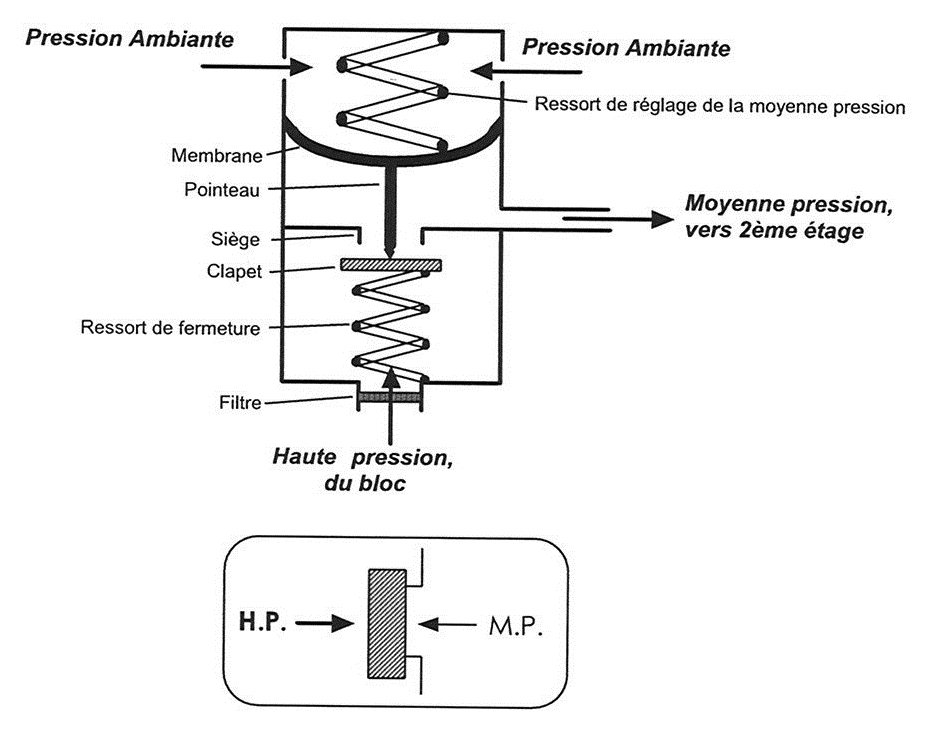 Pression Ambiante
Pression Ambiante
Ressort de réglage de la moyenne pression
Membrane
Pointeau
Moyenne pression,
vers 2ème étage
Siège
Clapet
Ressort de fermeture
Filtre
Haute pression,
du bloc
H.P.
M.P.